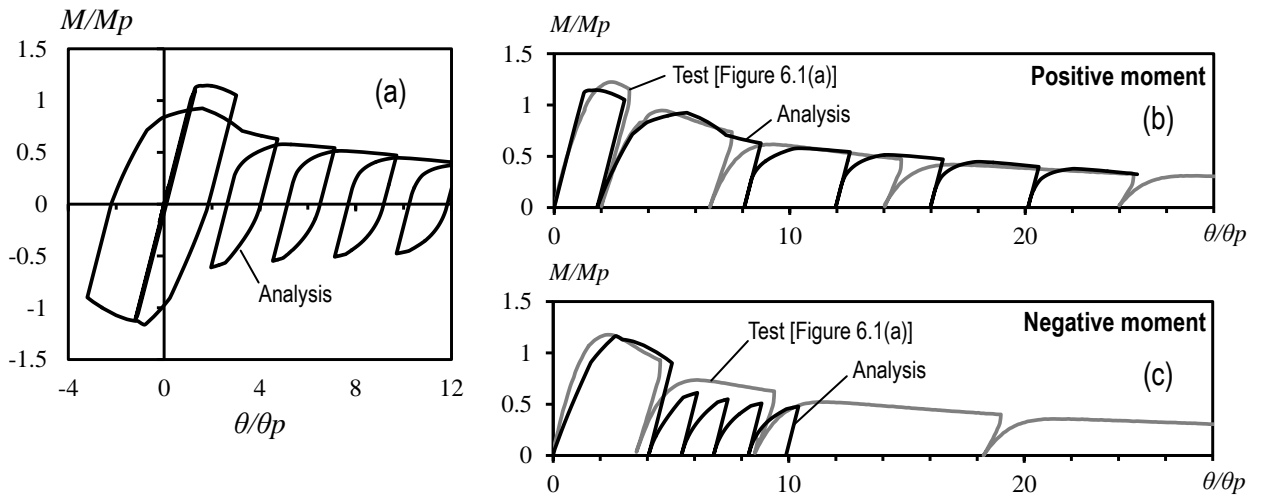 M/Mp
1.5
1
0.5
0
-0.5
-1
-1.5
-4
0
4
8
12
θ/θp
(a)
Analysis
M/Mp
1.5
1
0.5
0
0
10
20
θ/θp
Test [Figure 6.1(a)]
Analysis
Positive moment
(b)
M/Mp
1.5
1
0.5
0
0
10
20
θ/θp
Test [Figure 6.1(a)]
Analysis
Negative moment
(c)